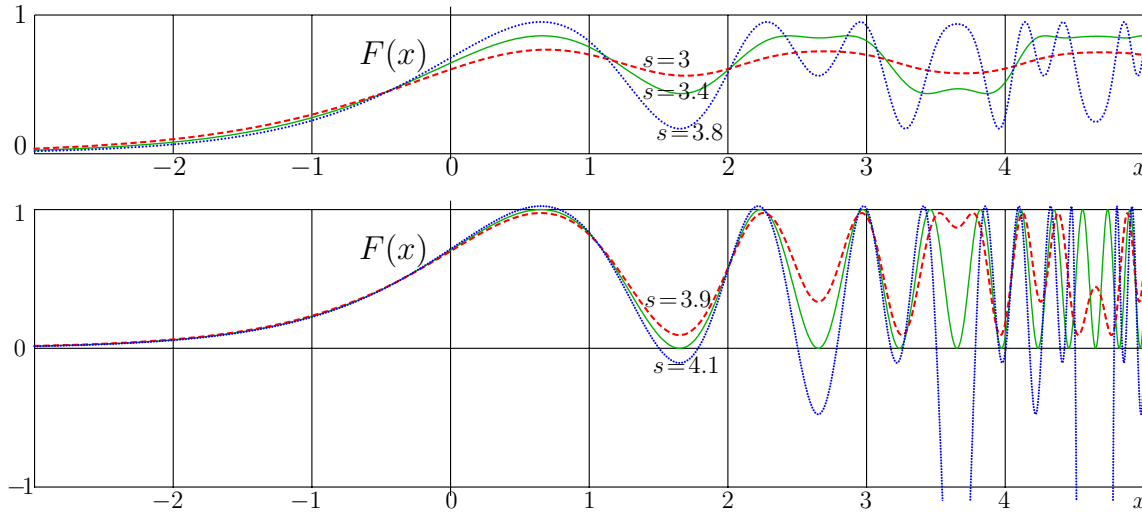 1
F(x)
s=3
s=3.4
s=3.8
0
−2 −1 0 1 2 3 4 x
1
F(x)
s=3.9
0
s=4.1
−1
−2 −1 0 1 2 3 4 x